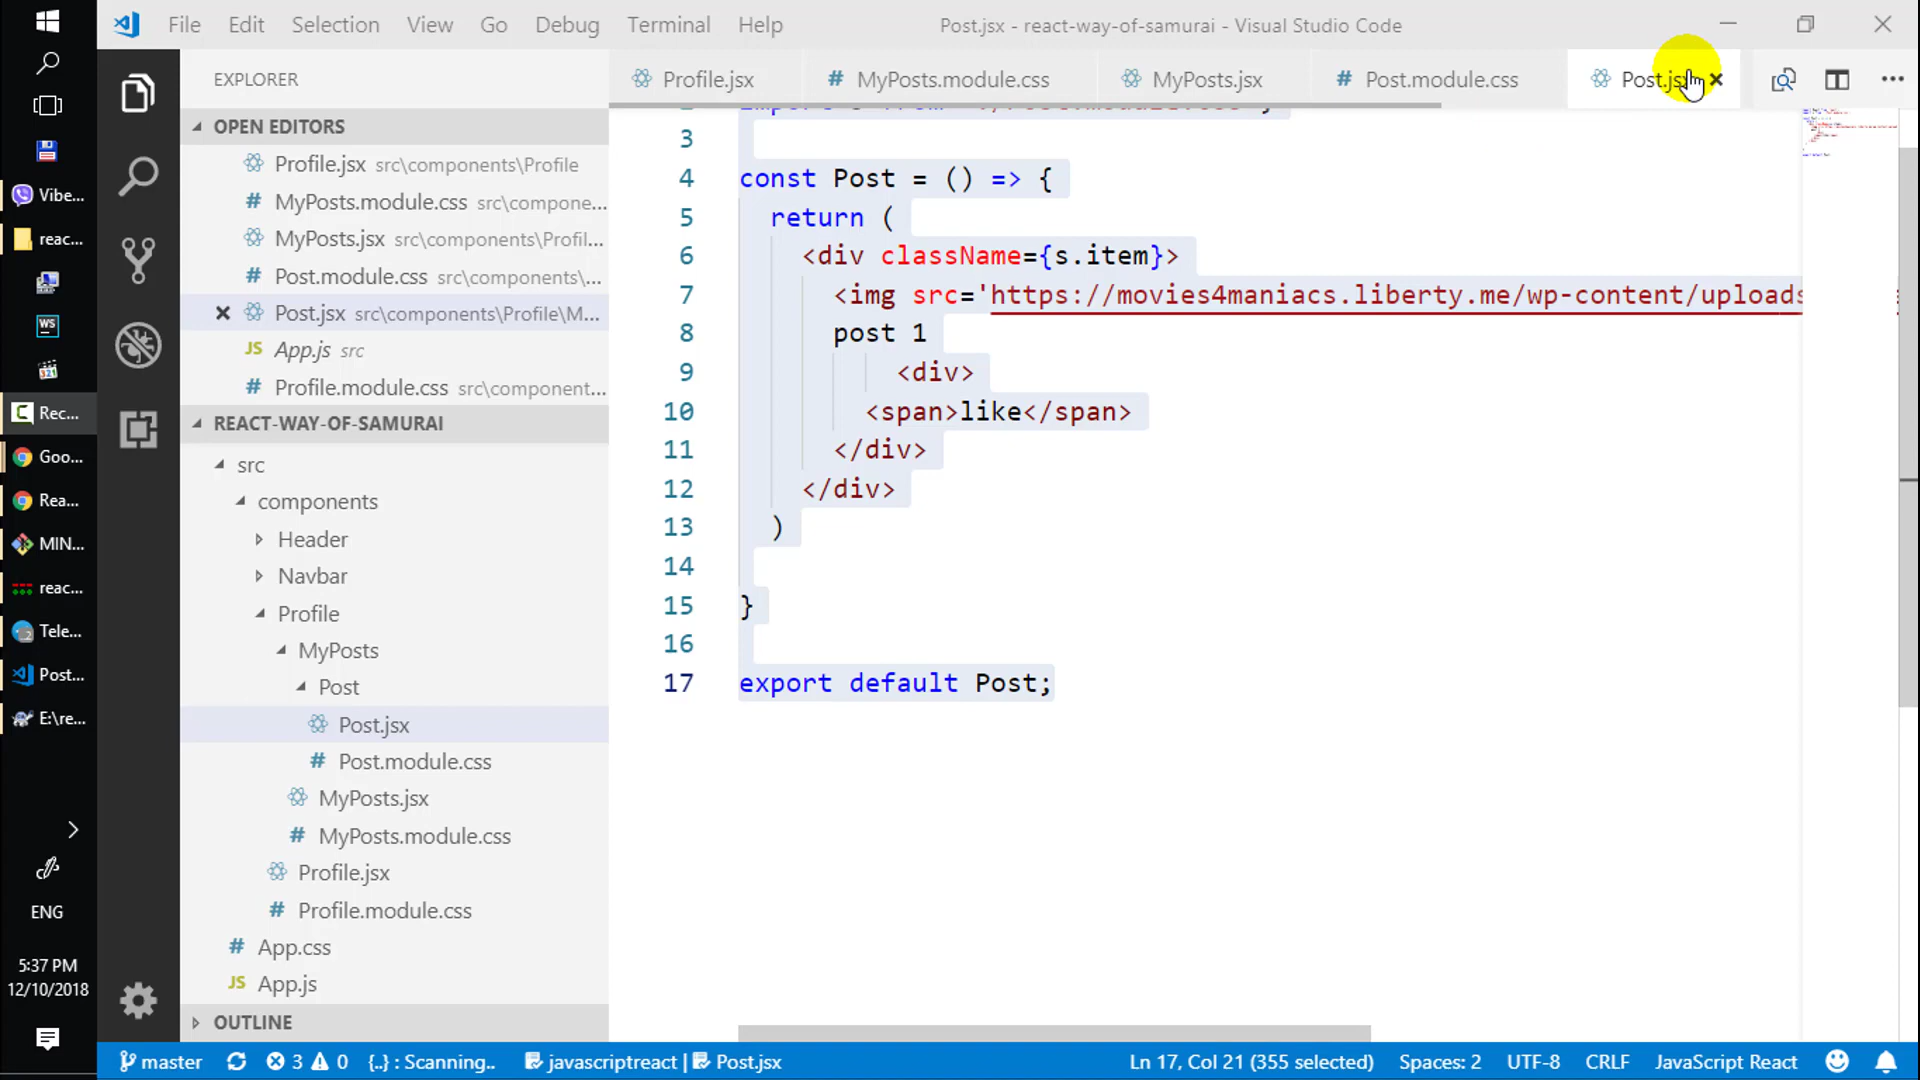 File Edit Selection View Go Debug Terminal Help
Post.jsx - react-way-of-samurai - Visual Studio Code
EXPLORER
Profile.jsx
MyPosts.module.css
MyPosts.jsx
Post.module.css
OPEN EDITORS
Profile.jsx src\components\Profile
MyPosts.module.css src\compone...
MyPosts.jsx src\components\Profil...
Post.module.css src\components\...
Post.jsx src\components\Profile\M...
App.js src
Profile.module.css src\component...
REACT-WAY-OF-SAMURAI
src
components
Header
Navbar
Profile
MyPosts
Post
Post.jsx
Post.module.css
MyPosts.jsx
MyPosts.module.css
Profile.jsx
Profile.module.css
App.css
App.js
OUTLINE
3
4 const Post = () => {
5 return (
6 <div className={s.item}>
7 <img src='https://movies4maniacs.liberty.me/wp-content/uploads
8 post 1
9 <div>
10 <span>like</span>
11 </div>
12 </div>
13 )
14
15 }
16
17 export default Post;
Vibe...
reac...
WS
321
Rec...
Goo...
Rea...
MIN...
reac...
Tele...
Post...
E:\re...
ENG
5:37 PM
12/10/2018
master 3 0 {..} : Scanning.. javascriptreact | Post.jsx
Ln 17, Col 21 (355 selected) Spaces: 2 UTF-8 CRLF JavaScript React